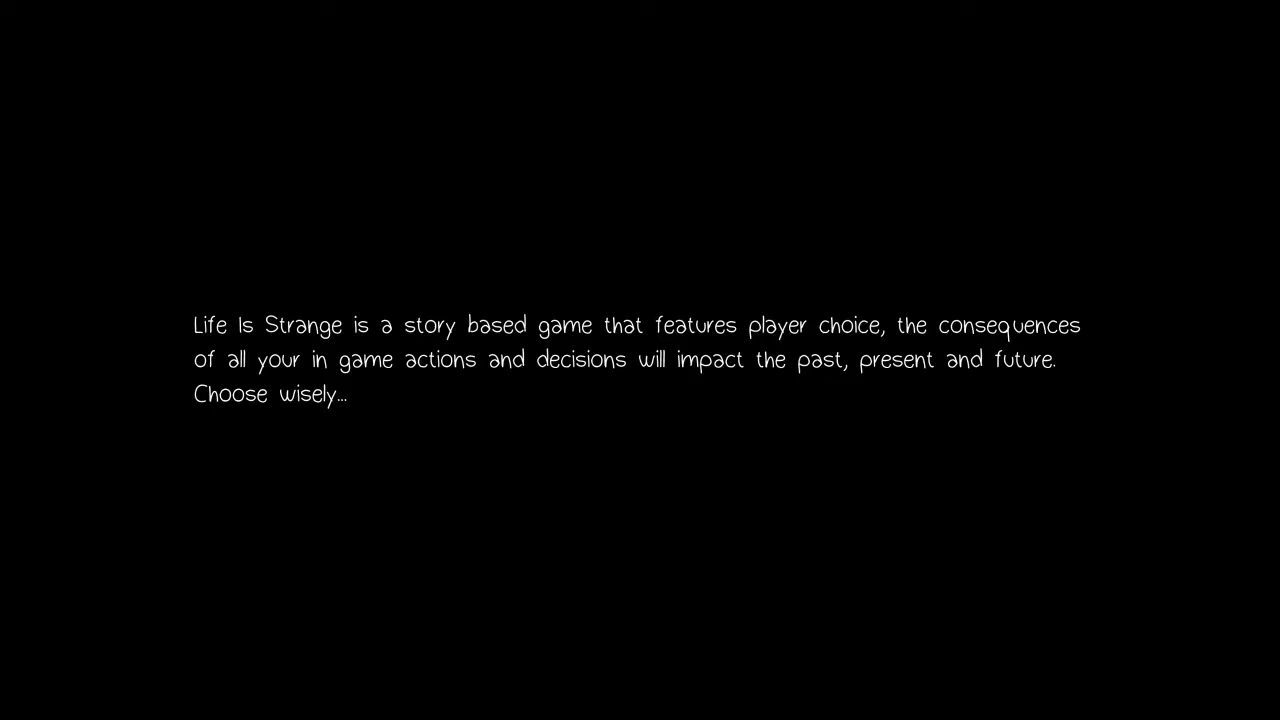 Life Is Strange is a story based game that features player choice, the consequences
of all your in game actions and decisions will impact the past, present and future.
Choose wisely...